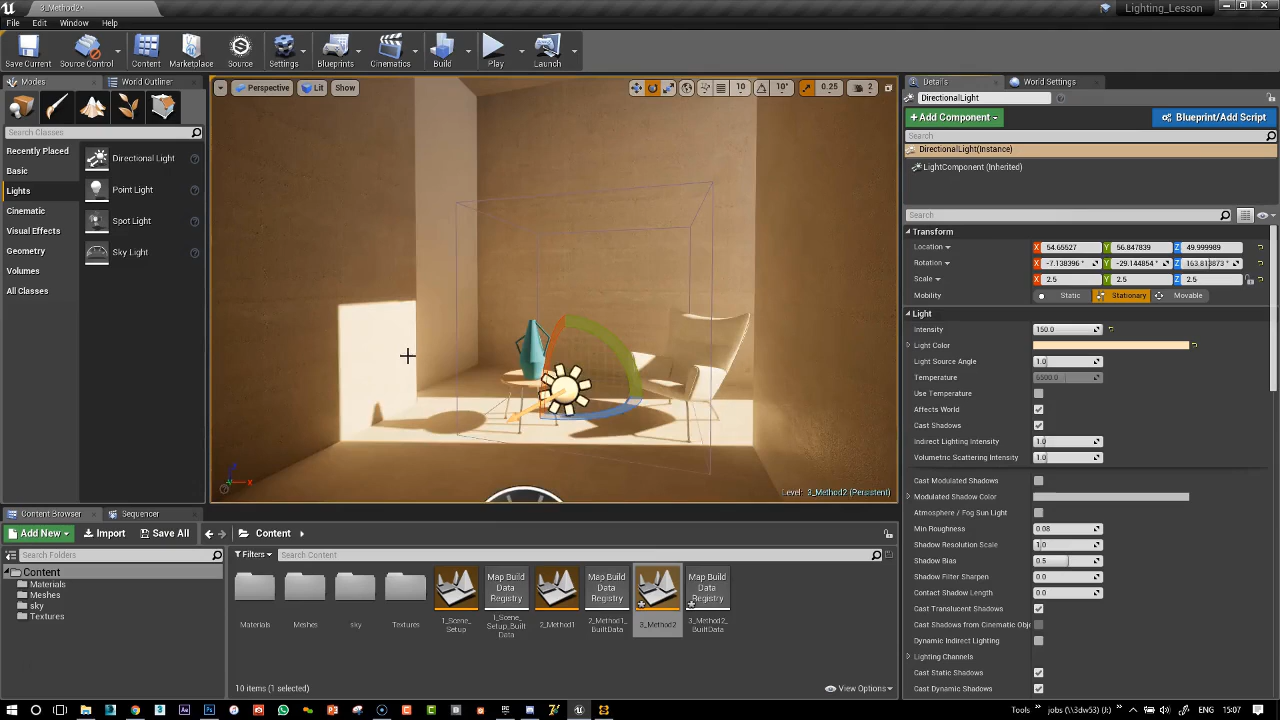 3_Method2*
Lighting_Lesson
File Edit Window Help
Save Current
Source Control
Content
Marketplace
Source
Settings
Blueprints
Cinematics
Build
Play
Launch
Modes
World Outliner
Search Classes
Recently Placed
Basic
Lights
Cinematic
Visual Effects
Geometry
Volumes
All Classes
Directional Light
Point Light
Spot Light
Sky Light
Perspective Lit Show
10 10° 0.25 2
X
Level: 3_Method2 (Persistent)
Details World Settings
DirectionalLight
+Add Component
Blueprint/Add Script
Search
DirectionalLight(Instance)
LightComponent (Inherited)
Search
Transform
Location X 54.65527 Y 56.847839 Z 49.999989
Rotation X -7.138396 ° Y -29.144854 ° Z 163.813873 °
Scale X 2.5 Y 2.5 Z 2.5
Mobility Static Stationary Movable
Light
Intensity 150.0
Light Color
Light Source Angle 1.0
Temperature 6500.0
Use Temperature
Affects World
Cast Shadows
Indirect Lighting Intensity 1.0
Volumetric Scattering Intensity 1.0
Cast Modulated Shadows
Modulated Shadow Color
Atmosphere / Fog Sun Light
Min Roughness 0.08
Shadow Resolution Scale 1.0
Shadow Bias 0.5
Shadow Filter Sharpen 0.0
Contact Shadow Length 0.0
Cast Translucent Shadows
Cast Shadows from Cinematic Obj
Dynamic Indirect Lighting
Lighting Channels
Cast Static Shadows
Cast Dynamic Shadows
Content Browser Sequencer
Add New Import Save All Content
Search Folders
Content
Materials
Meshes
sky
Textures
Filters Search Content
Map Build Data Registry
Map Build Data Registry
Map Build Data Registry
Materials
Meshes
sky
Textures
1_Scene_Setup
1_Scene_Setup_Built Data
2_Method1
2_Method1_BuiltData
3_Method2
3_Method2_BuiltData
10 items (1 selected)
View Options
Tools jobs (\\3dw53) (Y:) ENG 15:07